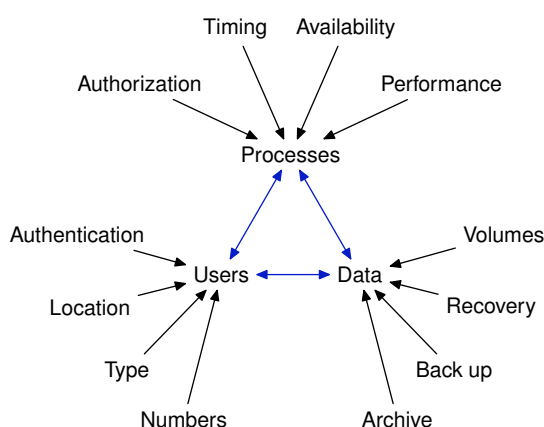 Timing
Availability
Authorization
Performance
Processes
Authentication
Volumes
Users
Data
Location
Recovery
Type
Back up
Numbers
Archive